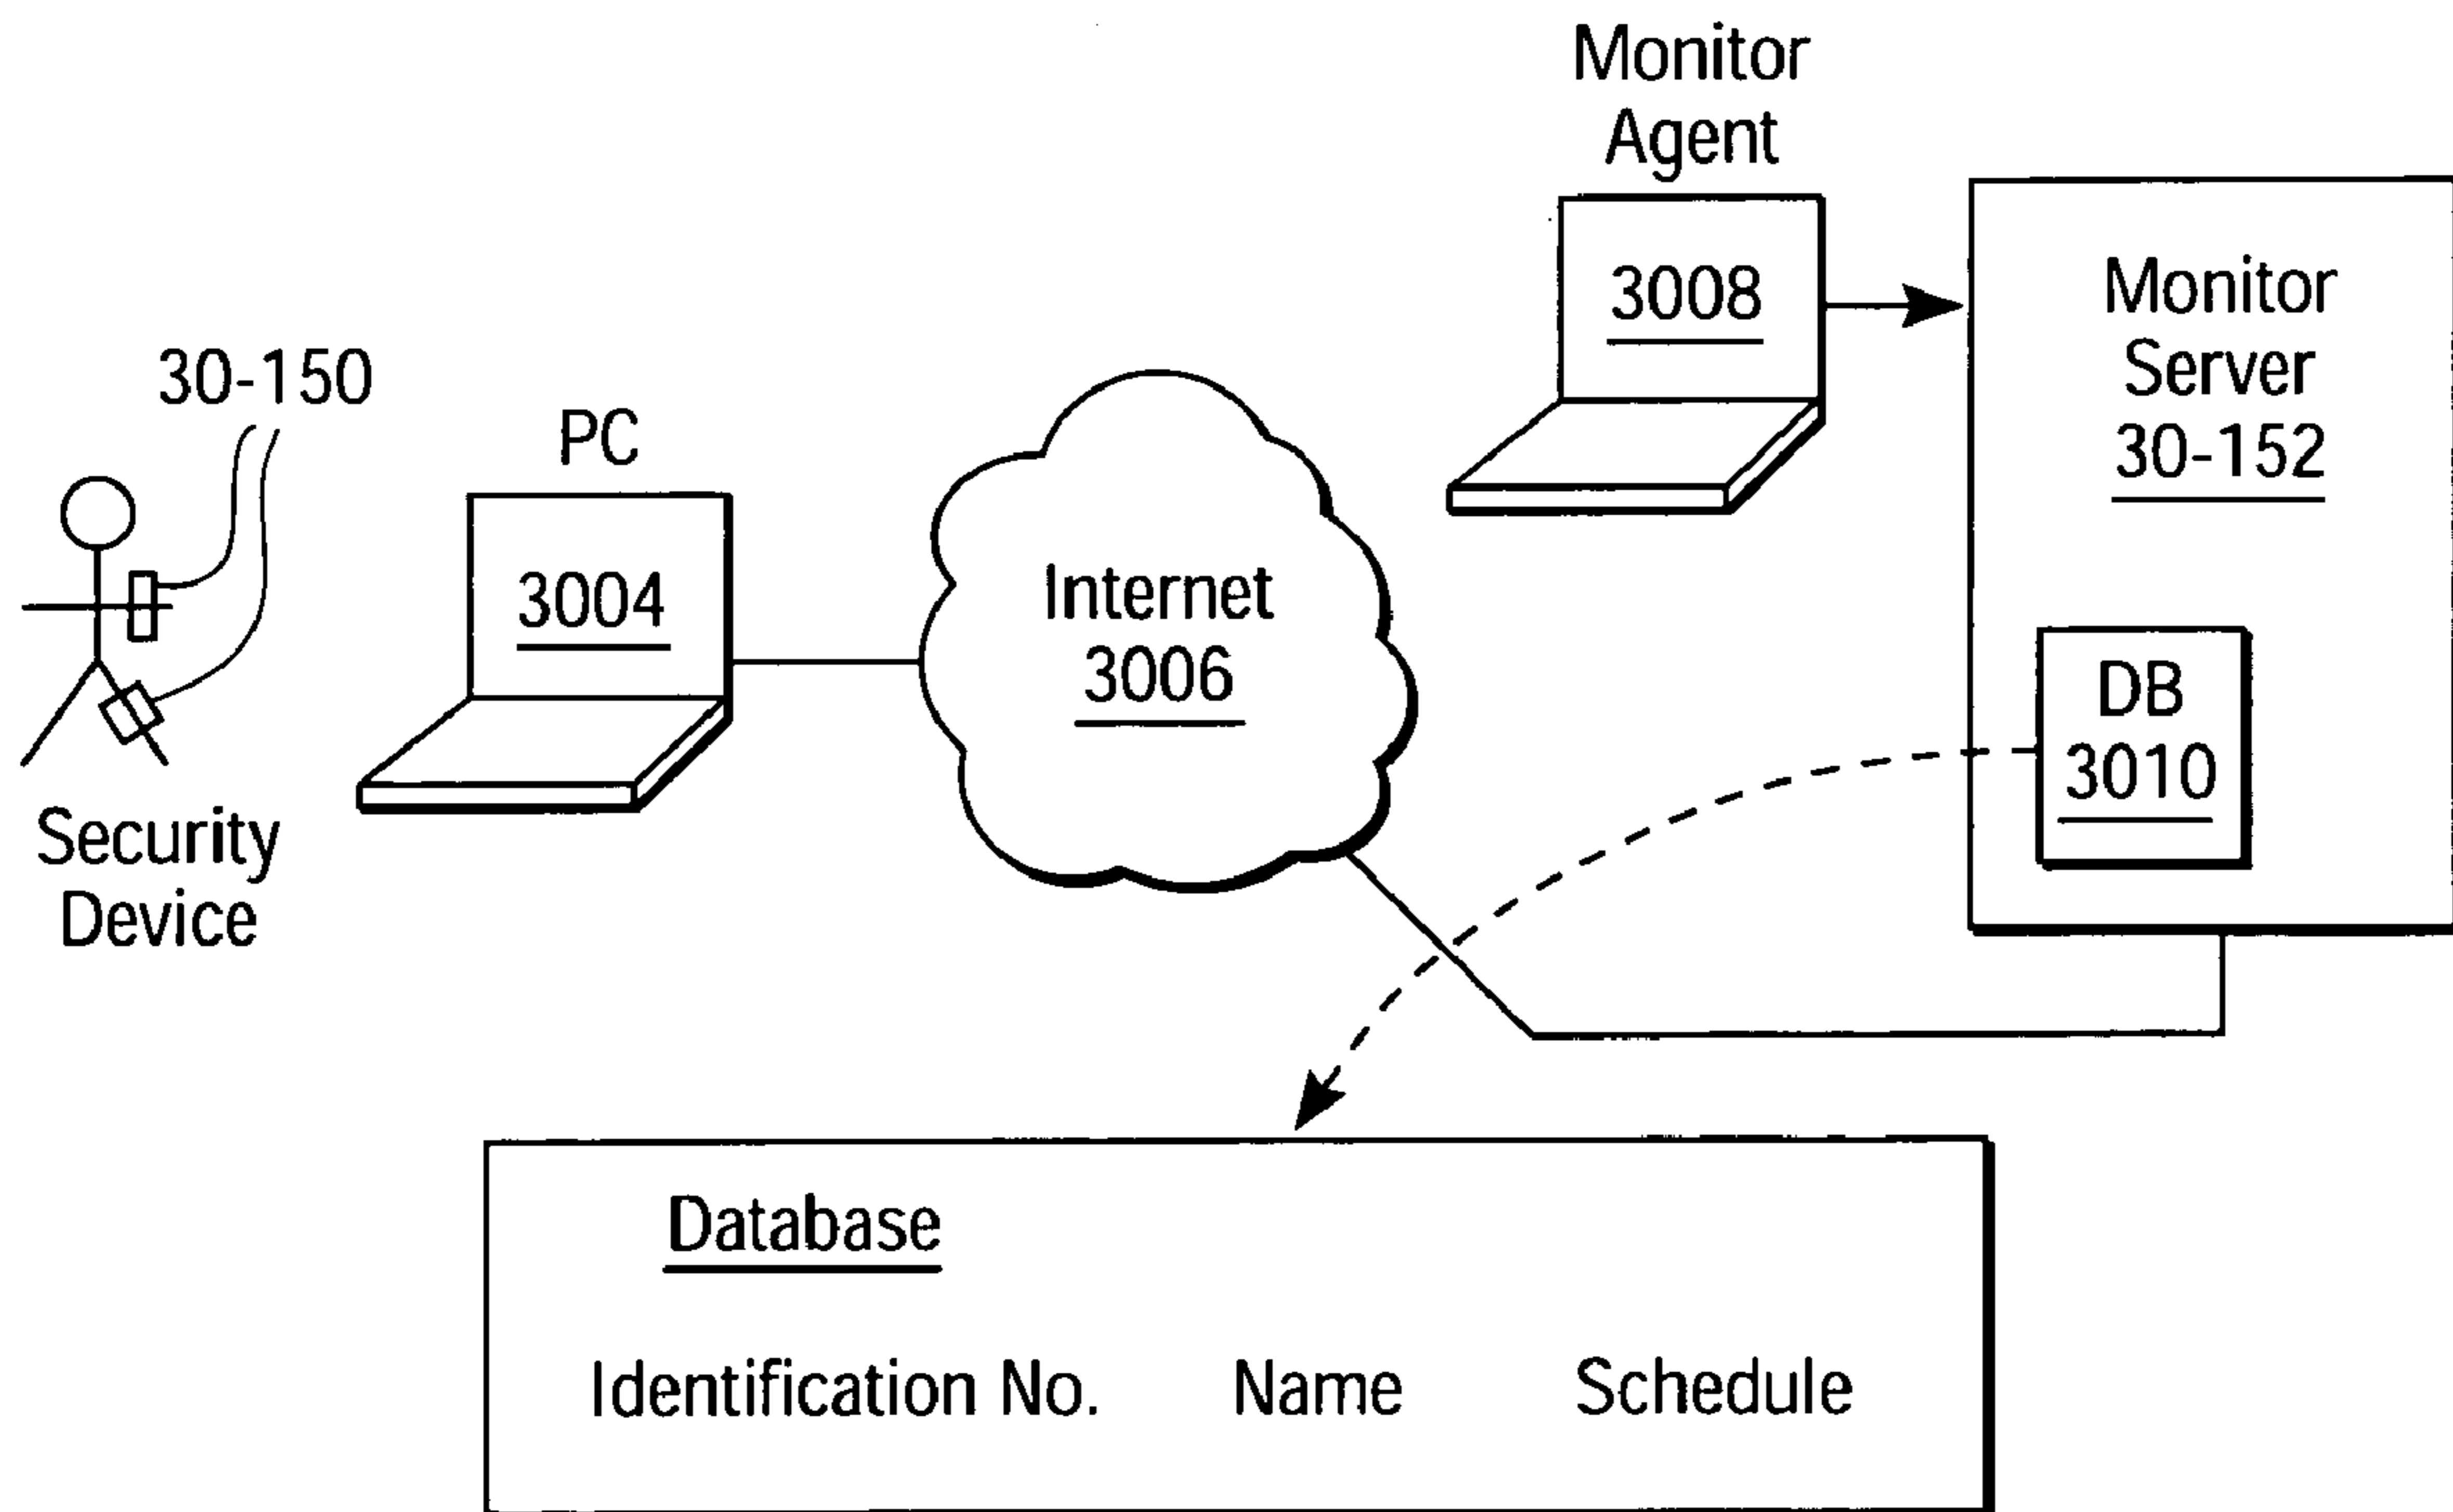 Monitor
Agent
3008
Monitor
Server
30-152
30-150
PC
3004
Internet
3006
DB
3010
Security
Device
Database
Identification No. Name Schedule